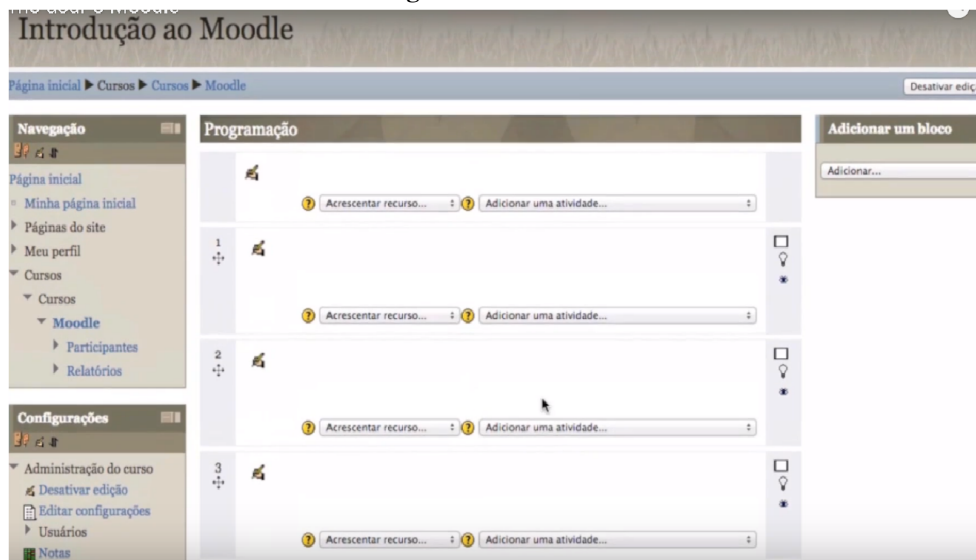 Introdução ao Moodle
Página inicial ▶ Cursos ▶ Cursos ▶ Moodle
Desativar ediç
Navegação
Página inicial
Minha página inicial
Páginas do site
Meu perfil
Cursos
Cursos
Moodle
Participantes
Relatórios
Configurações
Administração do curso
Desativar edição
Editar configurações
Usuários
Notas
Programação
Acrescentar recurso... Adicionar uma atividade...
1
Acrescentar recurso... Adicionar uma atividade...
2
Acrescentar recurso... Adicionar uma atividade...
3
Acrescentar recurso... Adicionar uma atividade...
Adicionar um bloco
Adicionar...